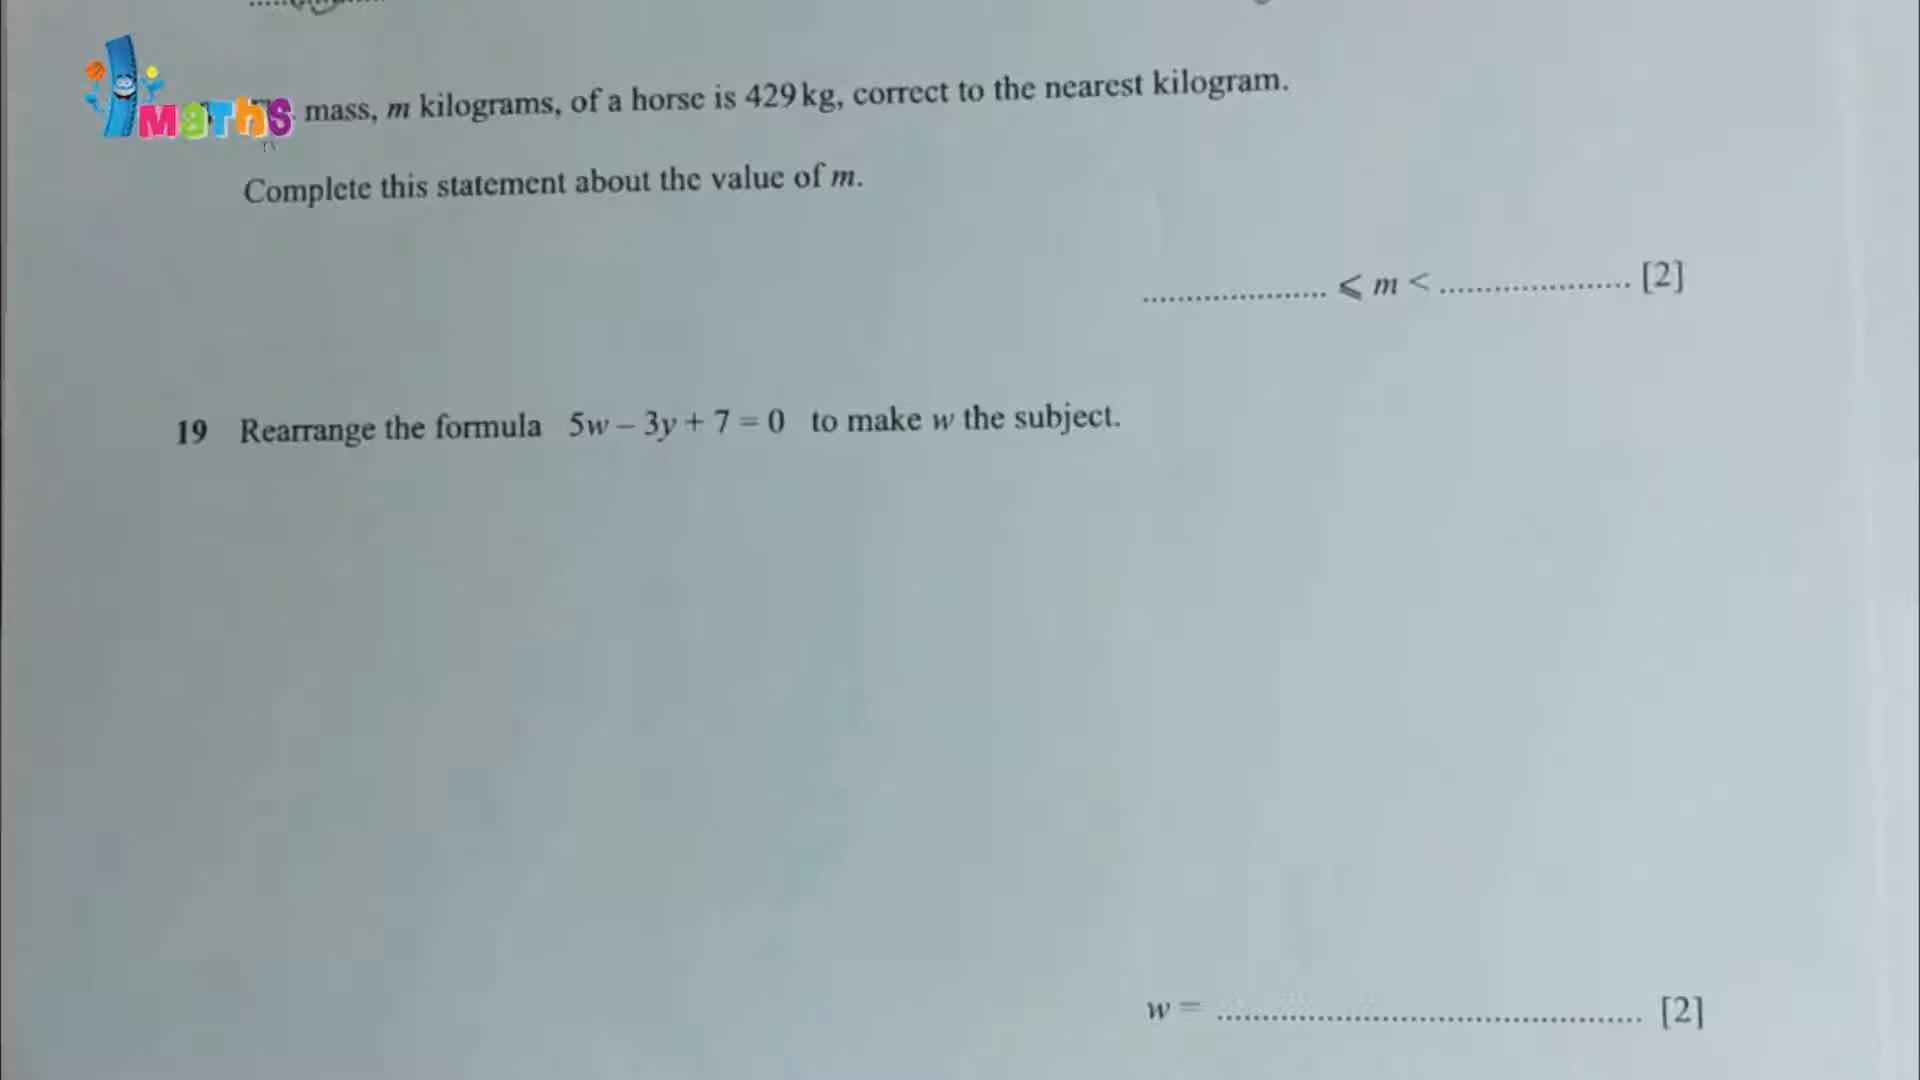 MaThS mass, m kilograms, of a horse is 429 kg, correct to the nearest kilogram.
Complete this statement about the value of m.
.................... ⩽ m < ..................... [2]
19 Rearrange the formula 5w – 3y + 7 = 0 to make w the subject.
w = ............................................... [2]